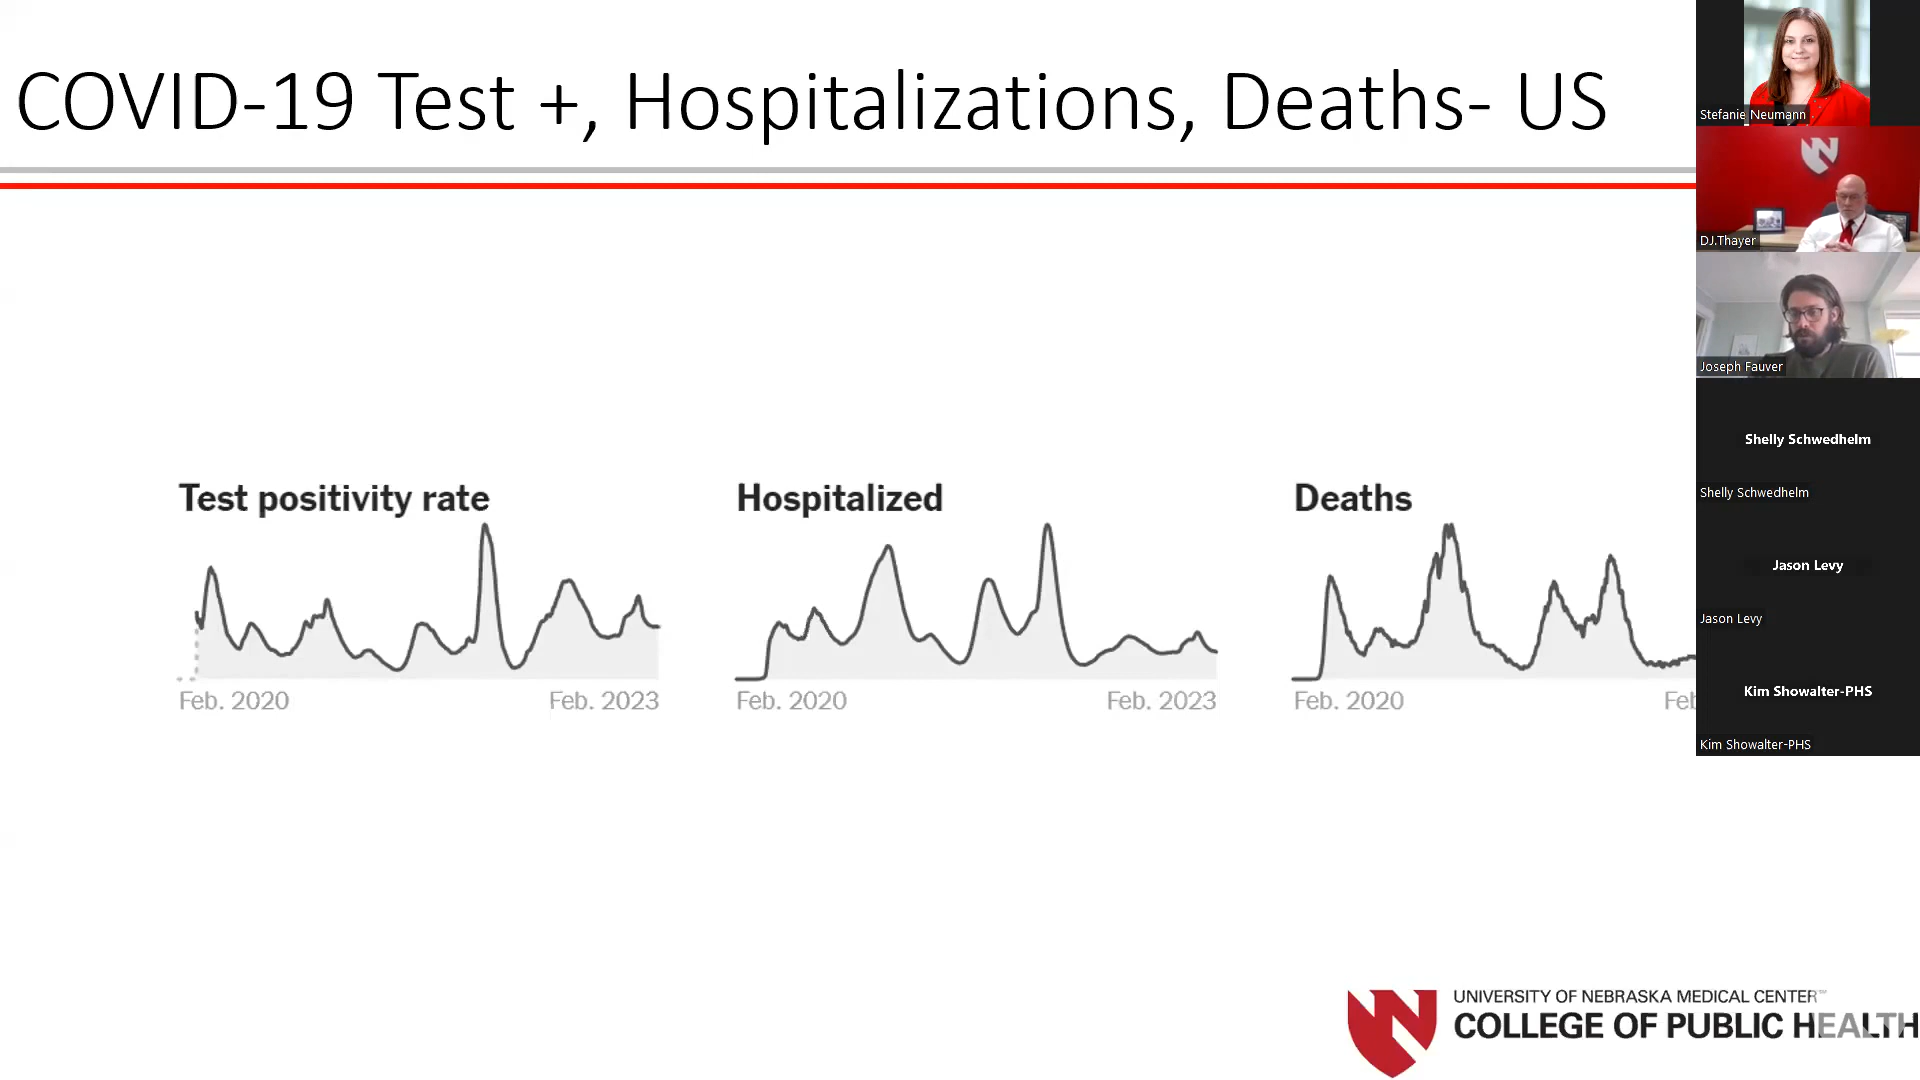 COVID-19 Test +, Hospitalizations, Deaths- US
Test positivity rate
Feb. 2020
Feb. 2023
Hospitalized
Feb. 2020
Feb. 2023
Deaths
Feb. 2020
Feb
UNIVERSITY OF NEBRASKA MEDICAL CENTER™
COLLEGE OF PUBLIC HEALTH
Stefanie Neumann
DJ.Thayer
Joseph Fauver
Shelly Schwedhelm
Shelly Schwedhelm
Jason Levy
Jason Levy
Kim Showalter-PHS
Kim Showalter-PHS